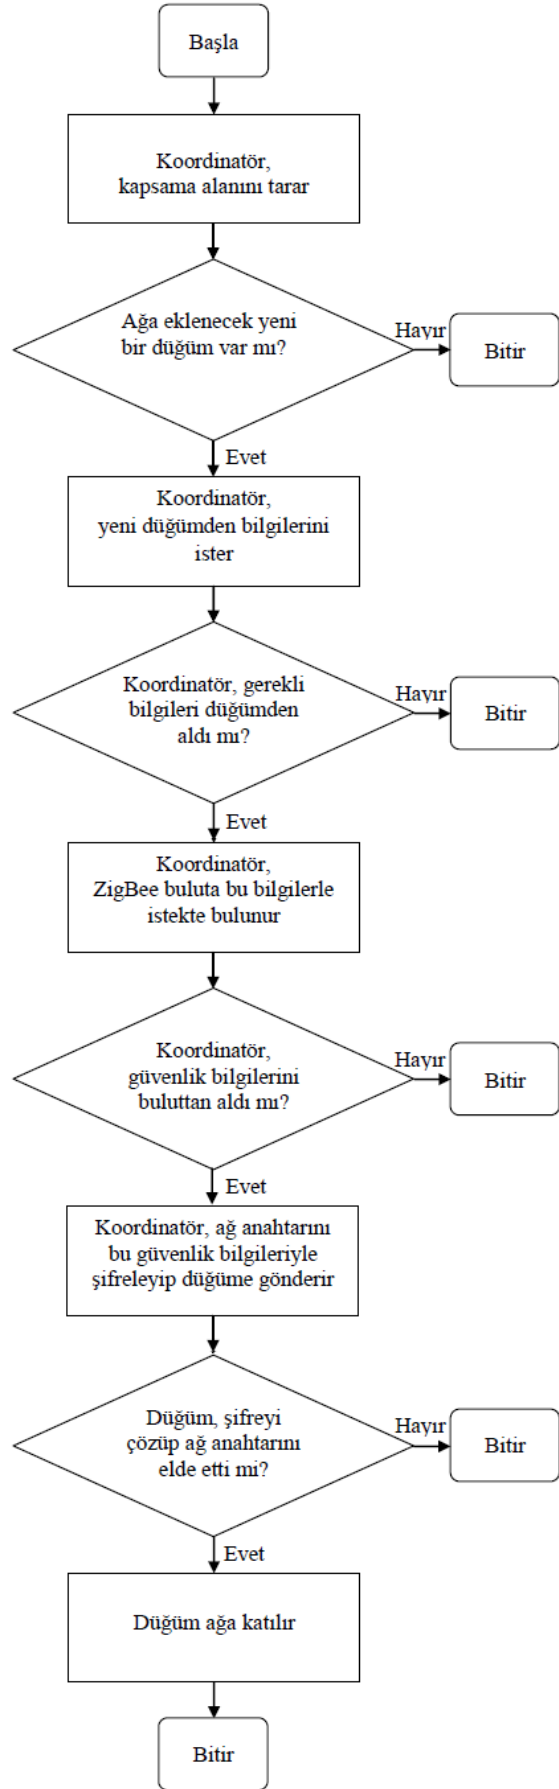 Başla
Koordinatör,
kapsama alanını tarar
Ağa eklenecek yeni
bir düğüm var mı?
Hayır
Bitir
Evet
Koordinatör,
yeni düğümden bilgilerini
ister
Koordinatör, gerekli
bilgileri düğümden
aldı mı?
Hayır
Bitir
Evet
Koordinatör,
ZigBee buluta bu bilgilerle
istekte bulunur
Koordinatör,
güvenlik bilgilerini
buluttan aldı mı?
Hayır
Bitir
Evet
Koordinatör, ağ anahtarını
bu güvenlik bilgileriyle
şifreleyip düğüme gönderir
Düğüm, şifreyi
çözüp ağ anahtarını
elde etti mi?
Hayır
Bitir
Evet
Düğüm ağa katılır
Bitir